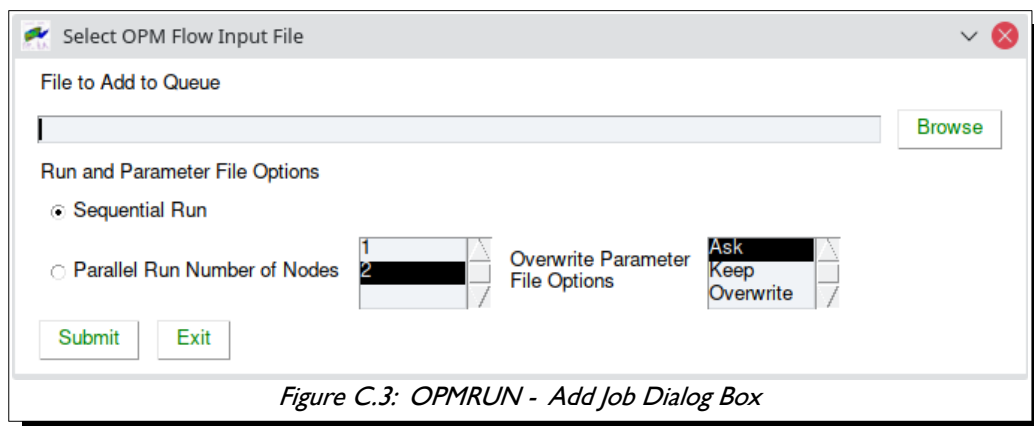 Select OPM Flow Input File
File to Add to Queue
Browse
Run and Parameter File Options
Sequential Run
Parallel Run Number of Nodes
1
2
Overwrite Parameter
File Options
Ask
Keep
Overwrite
Submit
Exit
Figure C.3: OPMRUN - Add Job Dialog Box